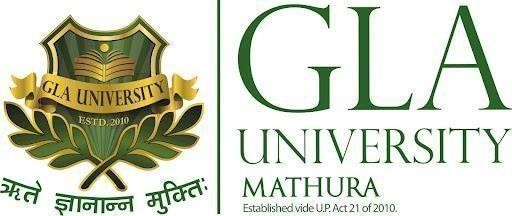 GLA UNIVERSITY
ESTD. 2010
ऋते ज्ञानान्न मुक्तिः
GLA
UNIVERSITY
MATHURA
Established vide U.P. Act 21 of 2010.